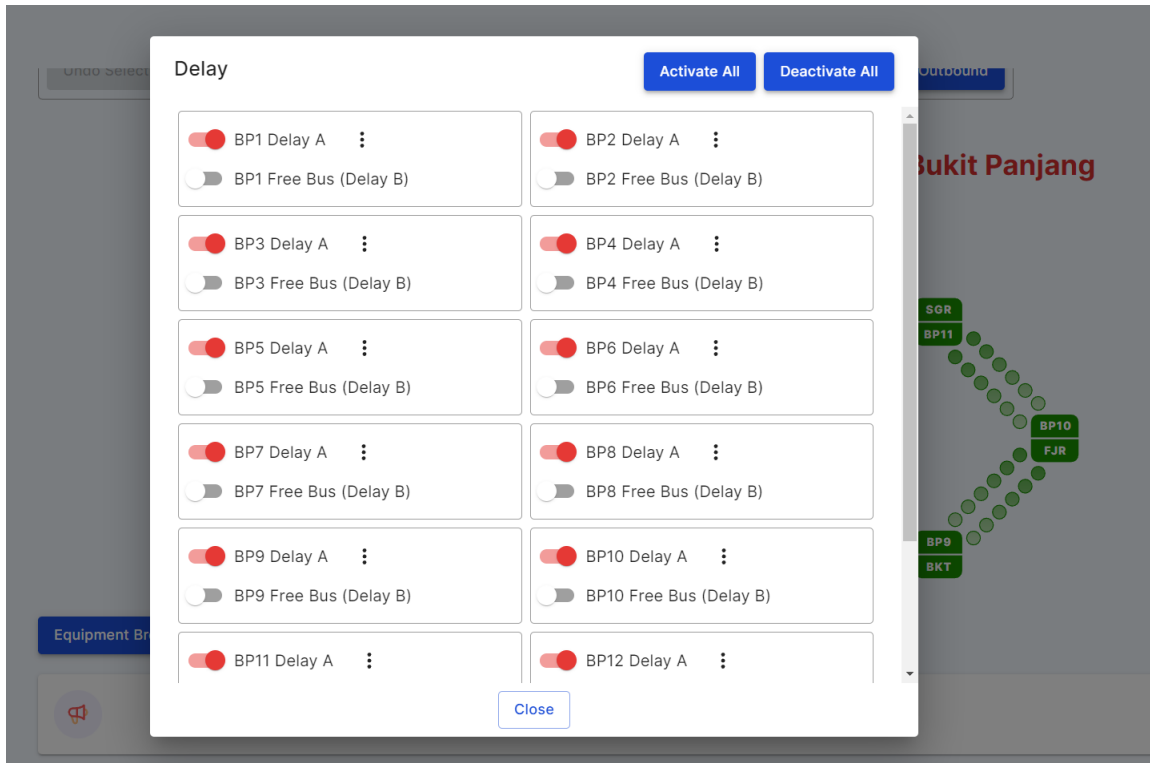 Undo Select
Outbound
Delay
Activate All
Deactivate All
BP1 Delay A
BP2 Delay A
BP1 Free Bus (Delay B)
BP2 Free Bus (Delay B)
Bukit Panjang
BP3 Delay A
BP4 Delay A
BP3 Free Bus (Delay B)
BP4 Free Bus (Delay B)
SGR
BP11
BP5 Delay A
BP6 Delay A
BP5 Free Bus (Delay B)
BP6 Free Bus (Delay B)
BP10
FJR
BP7 Delay A
BP8 Delay A
BP7 Free Bus (Delay B)
BP8 Free Bus (Delay B)
BP9
BKT
BP9 Delay A
BP10 Delay A
BP9 Free Bus (Delay B)
BP10 Free Bus (Delay B)
Equipment Br
BP11 Delay A
BP12 Delay A
Close